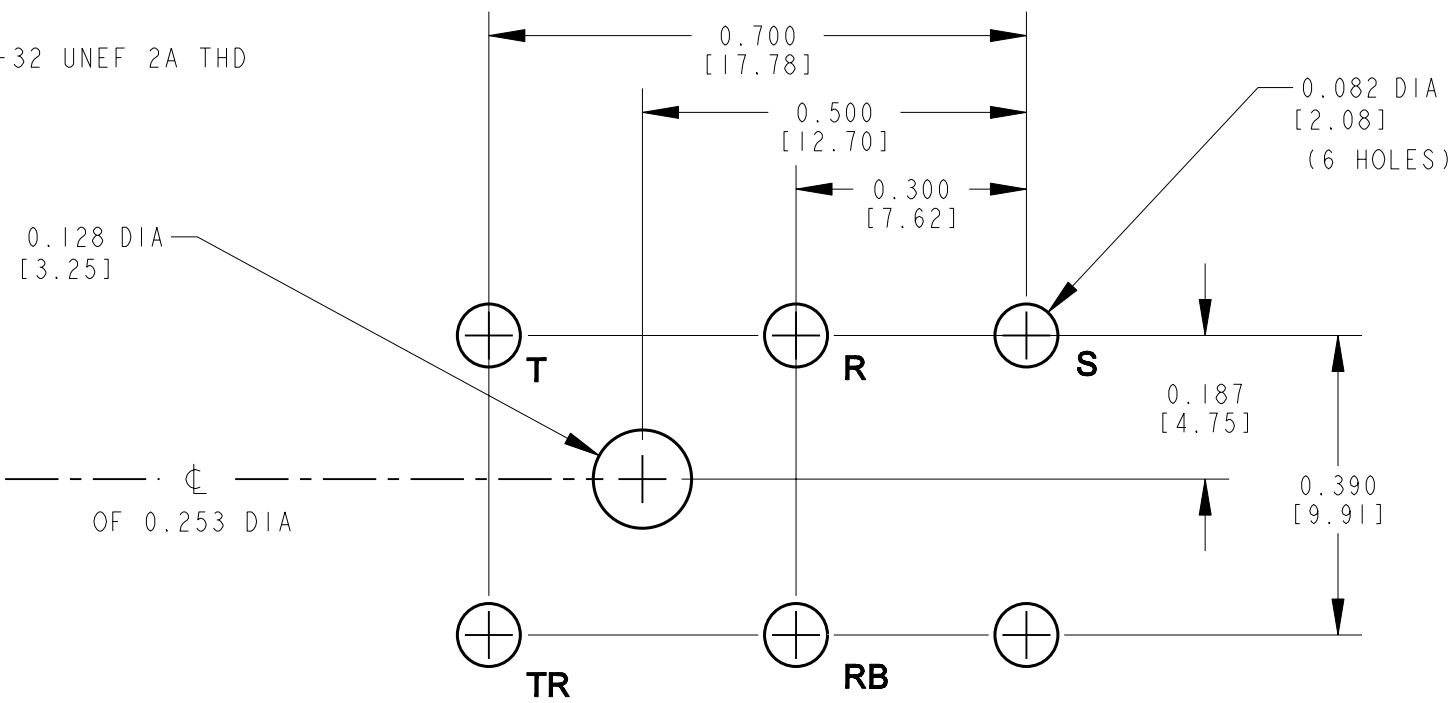 -32 UNEF 2A THD
0.700
[17.78]
0.500
[12.70]
0.300
[7.62]
0.082 DIA
[2.08]
(6 HOLES)
0.128 DIA
[3.25]
T
R
S
0.187
[4.75]
℄
OF 0.253 DIA
0.390
[9.91]
TR
RB